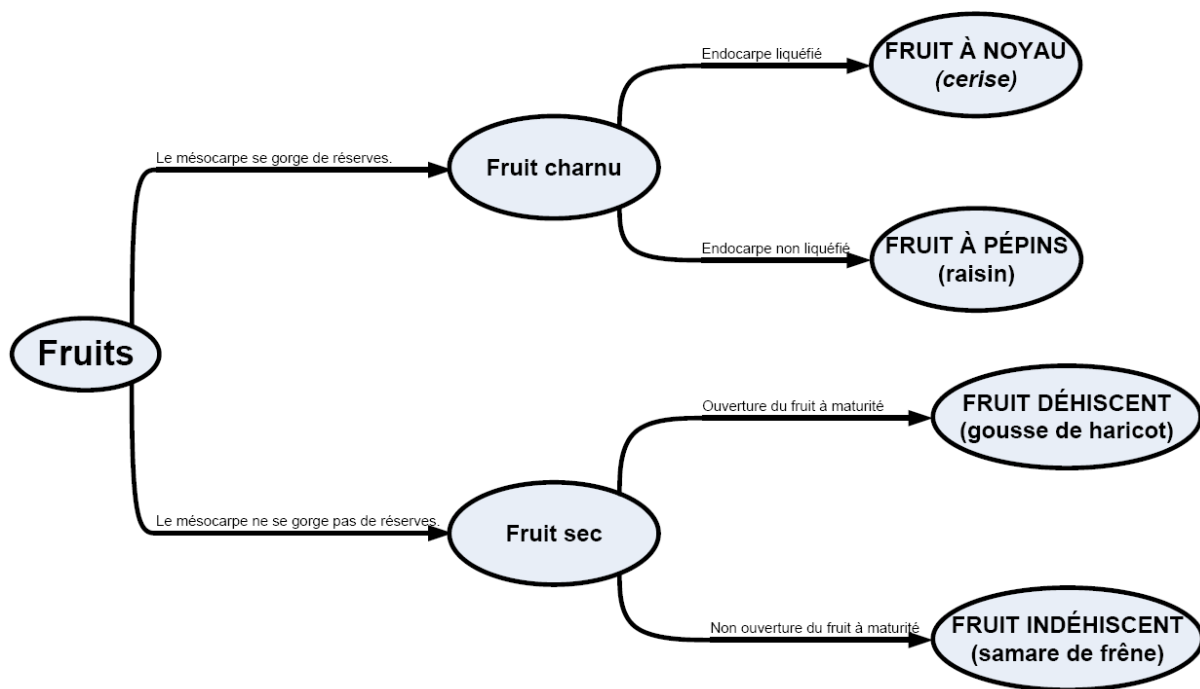 Endocarpe liquéfié
FRUIT À NOYAU
(cerise)
Le mésocarpe se gorge de réserves.
Fruit charnu
Endocarpe non liquéfié
FRUIT À PÉPINS
(raisin)
Fruits
Ouverture du fruit à maturité
FRUIT DÉHISCENT
(gousse de haricot)
Le mésocarpe ne se gorge pas de réserves.
Fruit sec
Non ouverture du fruit à maturité
FRUIT INDÉHISCENT
(samare de frêne)